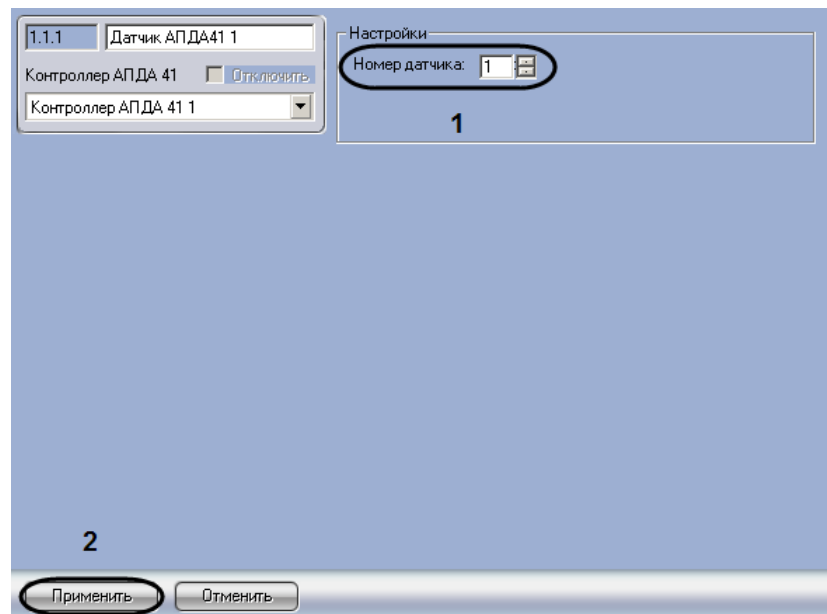 1.1.1 Датчик АПДА41 1
Контроллер АПДА 41 Отключить
Контроллер АПДА 41 1
Настройки
Номер датчика: 1
1
2
Применить Отменить